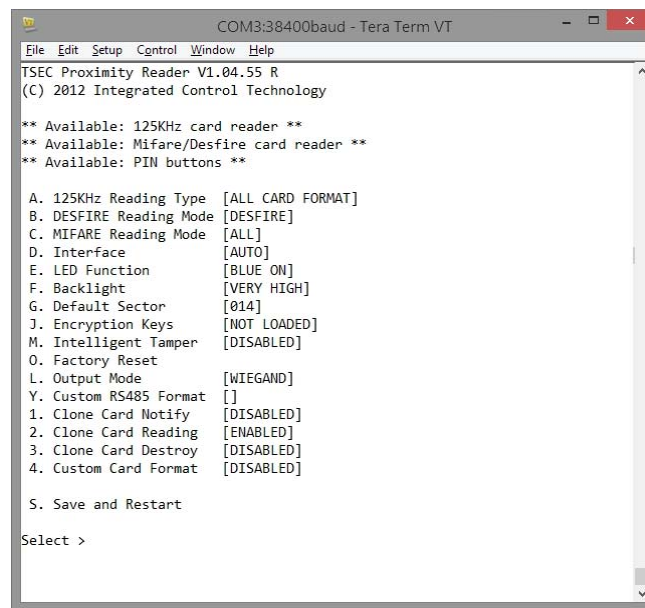 COM3:38400baud - Tera Term VT
File Edit Setup Control Window Help
TSEC Proximity Reader V1.04.55 R
(C) 2012 Integrated Control Technology
** Available: 125KHz card reader **
** Available: Mifare/Desfire card reader **
** Available: PIN buttons **
A. 125KHz Reading Type [ALL CARD FORMAT]
B. DESFIRE Reading Mode [DESFIRE]
C. MIFARE Reading Mode [ALL]
D. Interface [AUTO]
E. LED Function [BLUE ON]
F. Backlight [VERY HIGH]
G. Default Sector [014]
J. Encryption Keys [NOT LOADED]
M. Intelligent Tamper [DISABLED]
O. Factory Reset
L. Output Mode [WIEGAND]
Y. Custom RS485 Format []
1. Clone Card Notify [DISABLED]
2. Clone Card Reading [ENABLED]
3. Clone Card Destroy [DISABLED]
4. Custom Card Format [DISABLED]
S. Save and Restart
Select >